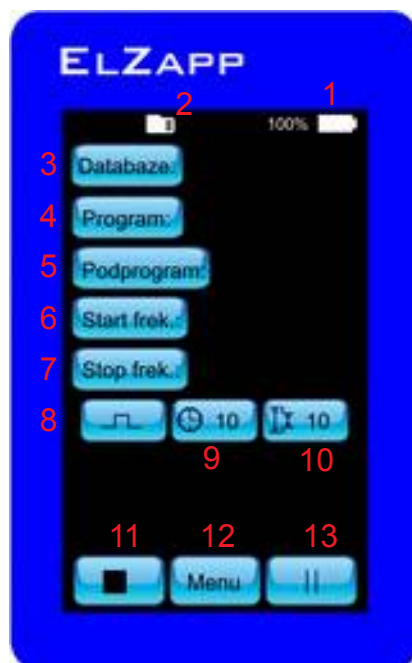 ELZAPP
2 1
100%
3 Databaze:
4 Program:
5 Podprogram:
6 Start frek.:
7 Stop frek.:
8 10 10
9 10
11 12 13
Menu